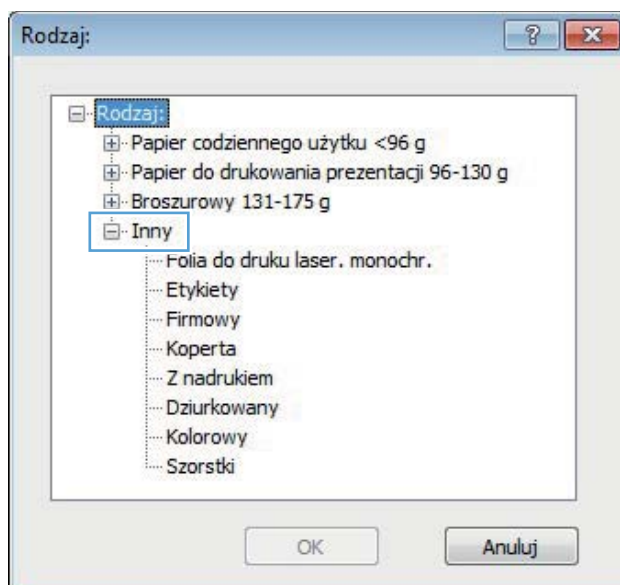 Rodzaj:
Rodzaj:
Papier codziennego użytku <96 g
Papier do drukowania prezentacji 96-130 g
Broszurowy 131-175 g
Inny
Folia do druku laser. monochr.
Etykiety
Firmowy
Koperta
Z nadrukiem
Dziurkowany
Kolorowy
Szorstki
OK Anuluj